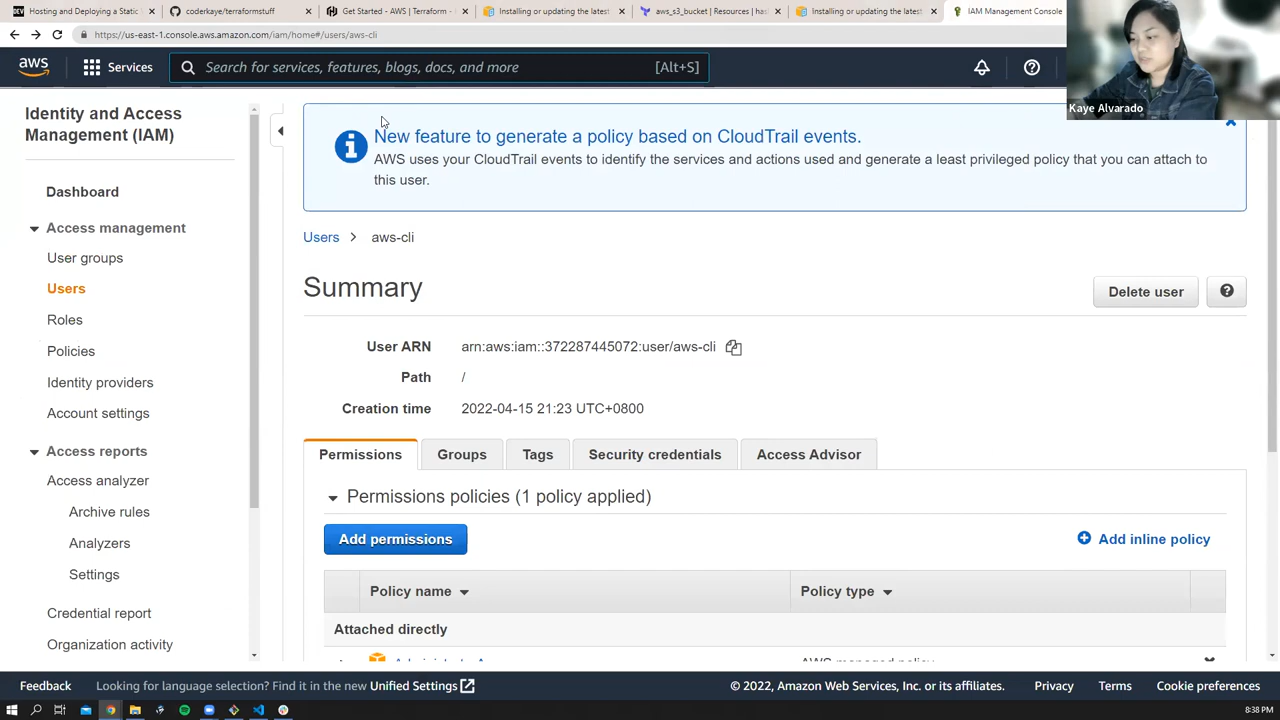 Hosting and Deploying a Static
coderkaye/terraformstuff
Get Started - AWS | Terraform -
Installing or updating the latest
aws_s3_bucket | Resources | has
Installing or updating the latest
IAM Management Console
https://us-east-1.console.aws.amazon.com/iam/home#/users/aws-cli
aws
Services
Search for services, features, blogs, docs, and more
[Alt+S]
Kaye Alvarado
Identity and Access
Management (IAM)
Dashboard
Access management
User groups
Users
Roles
Policies
Identity providers
Account settings
Access reports
Access analyzer
Archive rules
Analyzers
Settings
Credential report
Organization activity
New feature to generate a policy based on CloudTrail events.
AWS uses your CloudTrail events to identify the services and actions used and generate a least privileged policy that you can attach to
this user.
Users > aws-cli
Summary
Delete user
User ARN arn:aws:iam::372287445072:user/aws-cli
Path /
Creation time 2022-04-15 21:23 UTC+0800
Permissions
Groups
Tags
Security credentials
Access Advisor
Permissions policies (1 policy applied)
Add permissions
Add inline policy
Policy name
Policy type
Attached directly
AWS managed policy
Feedback
Looking for language selection? Find it in the new Unified Settings
© 2022, Amazon Web Services, Inc. or its affiliates.
Privacy
Terms
Cookie preferences
8:38 PM